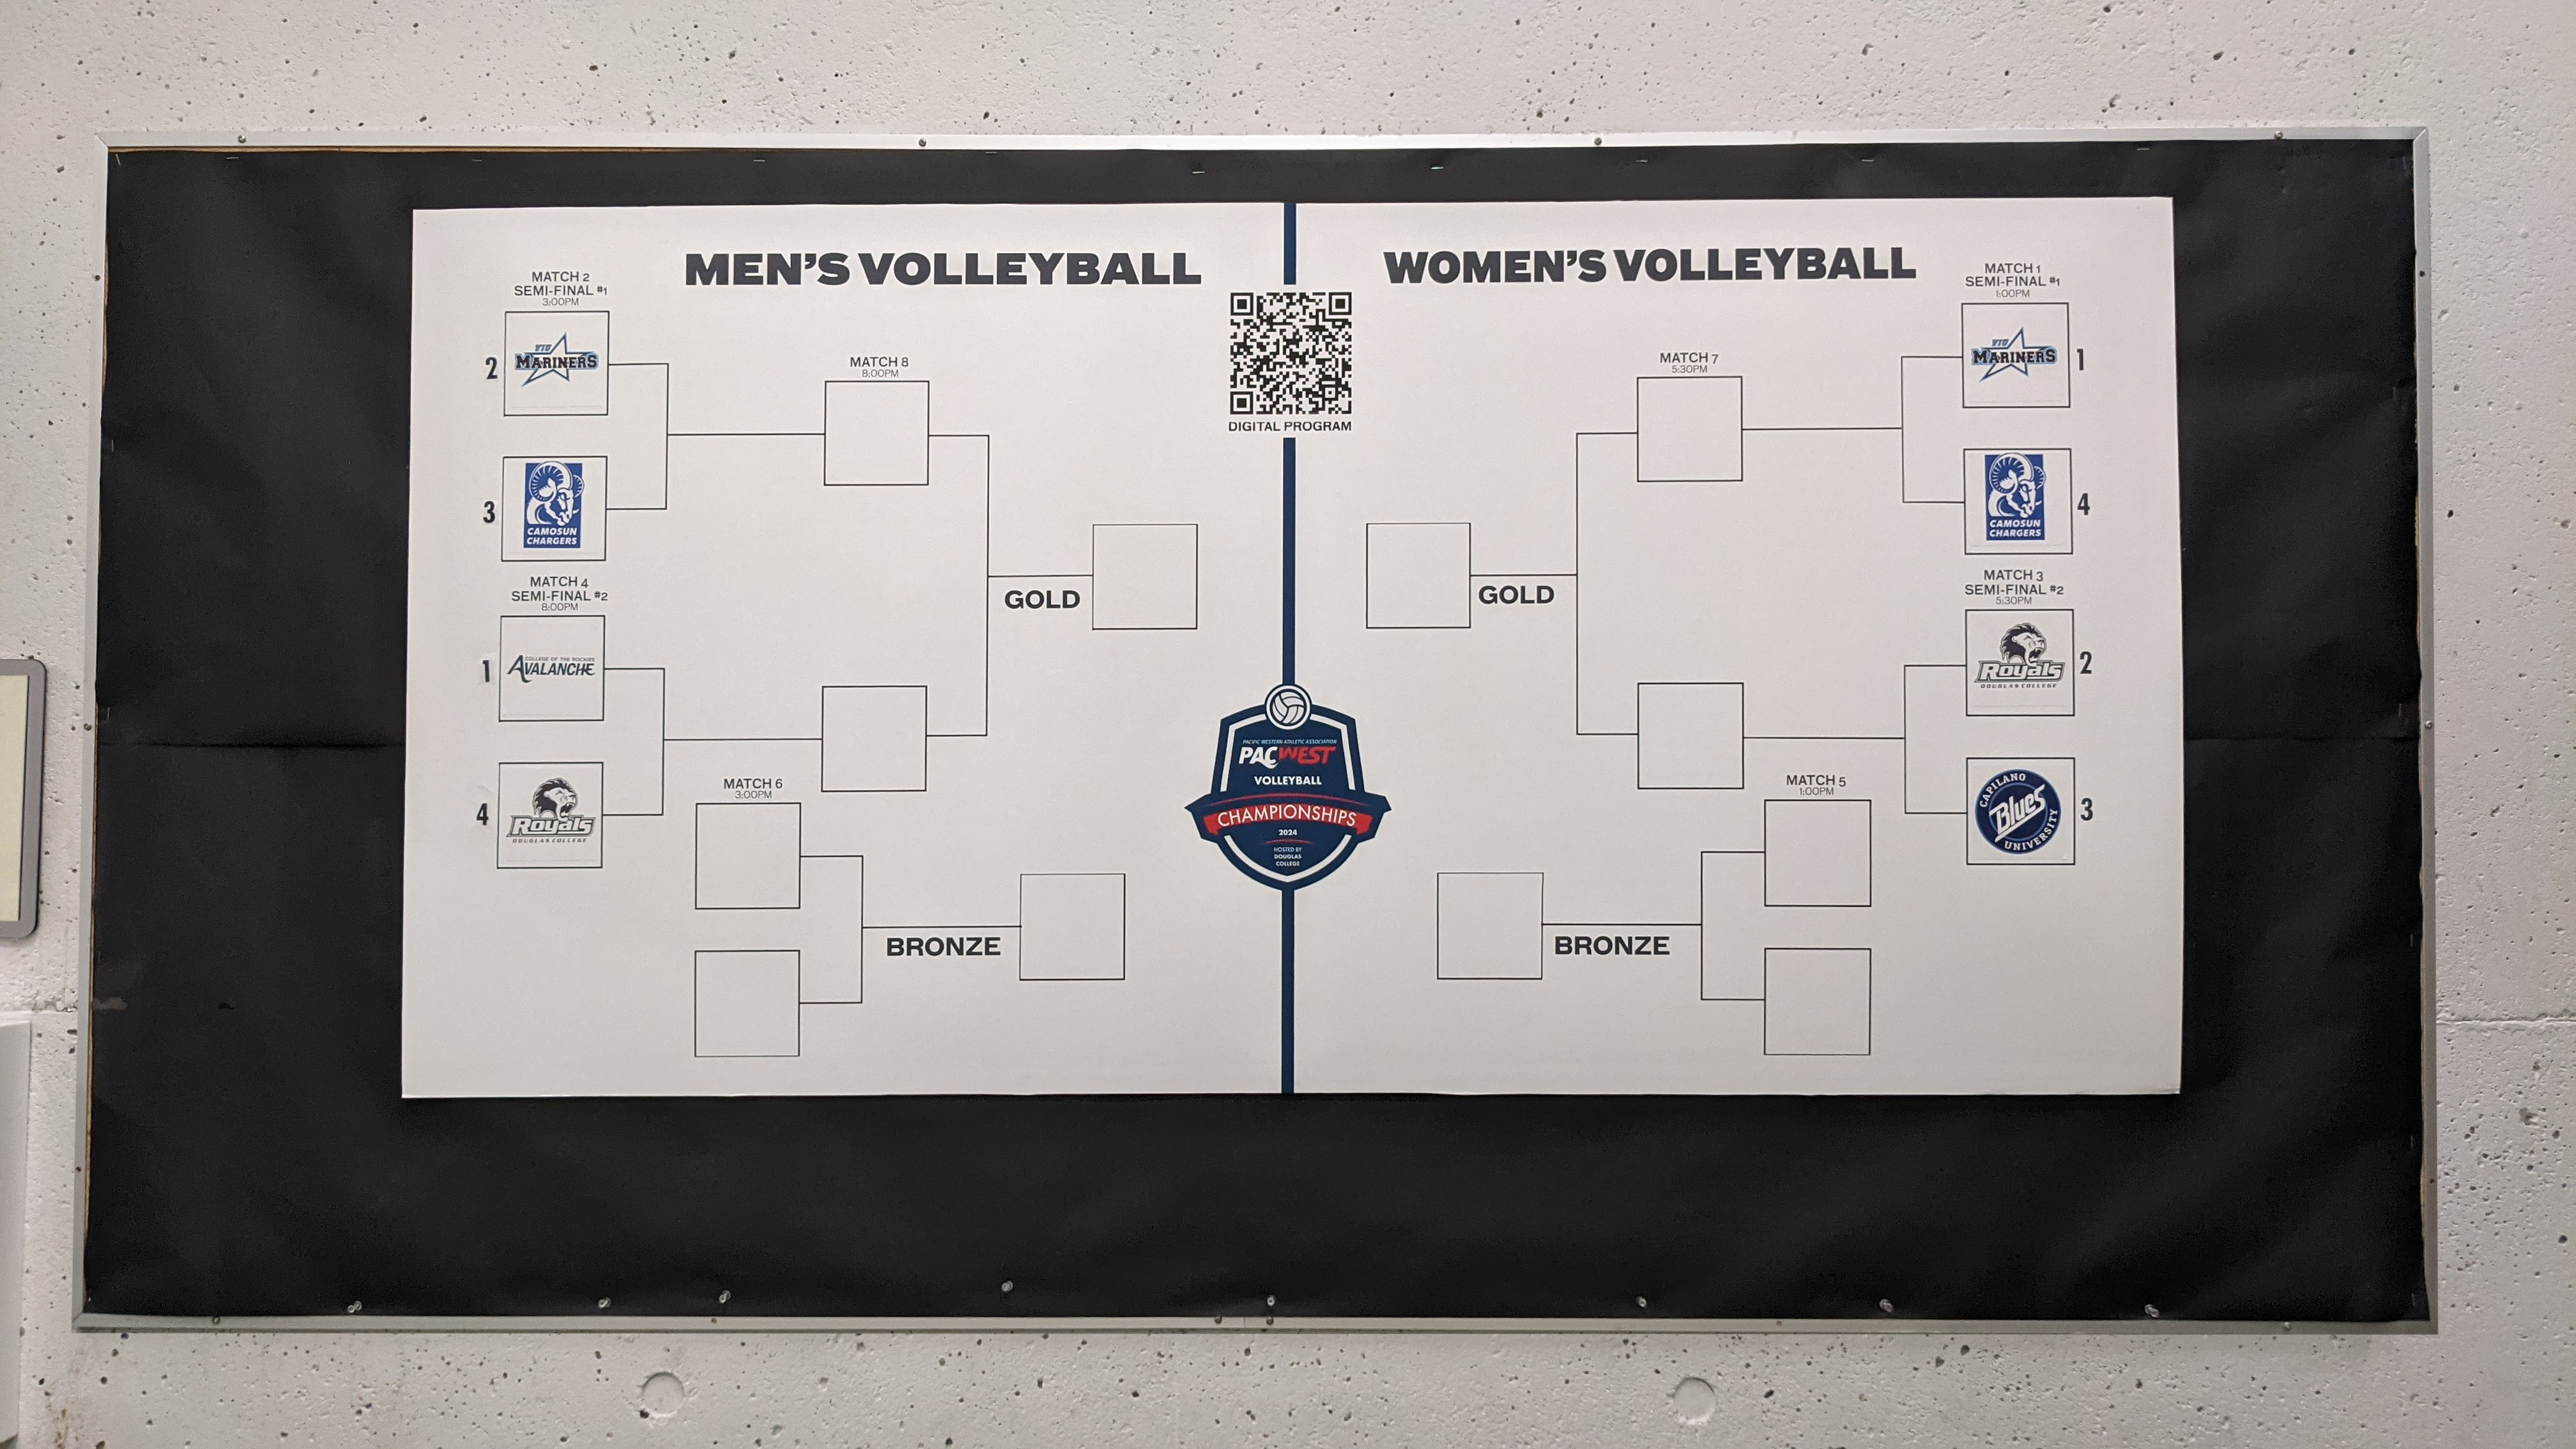 MEN'S VOLLEYBALL
MATCH 2
SEMI-FINAL #1
3:00PM
2
VIU
MARINERS
3
CAMOSUN
CHARGERS
MATCH 4
SEMI-FINAL #2
8:00PM
1
COLLEGE OF THE ROCKIES
AVALANCHE
4
Royals
DOUGLAS COLLEGE
MATCH 8
8:00PM
GOLD
MATCH 6
3:00PM
BRONZE
DIGITAL PROGRAM
PACIFIC WESTERN ATHLETIC ASSOCIATION
PACWEST
VOLLEYBALL
CHAMPIONSHIPS
2024
HOSTED BY
DOUGLAS
COLLEGE
WOMEN'S VOLLEYBALL
MATCH 1
SEMI-FINAL #1
1:00PM
VIU
MARINERS
1
CAMOSUN
CHARGERS
4
MATCH 3
SEMI-FINAL #2
5:30PM
Royals
DOUGLAS COLLEGE
2
CAPILANO
Blues
UNIVERSITY
3
MATCH 7
5:30PM
GOLD
MATCH 5
1:00PM
BRONZE